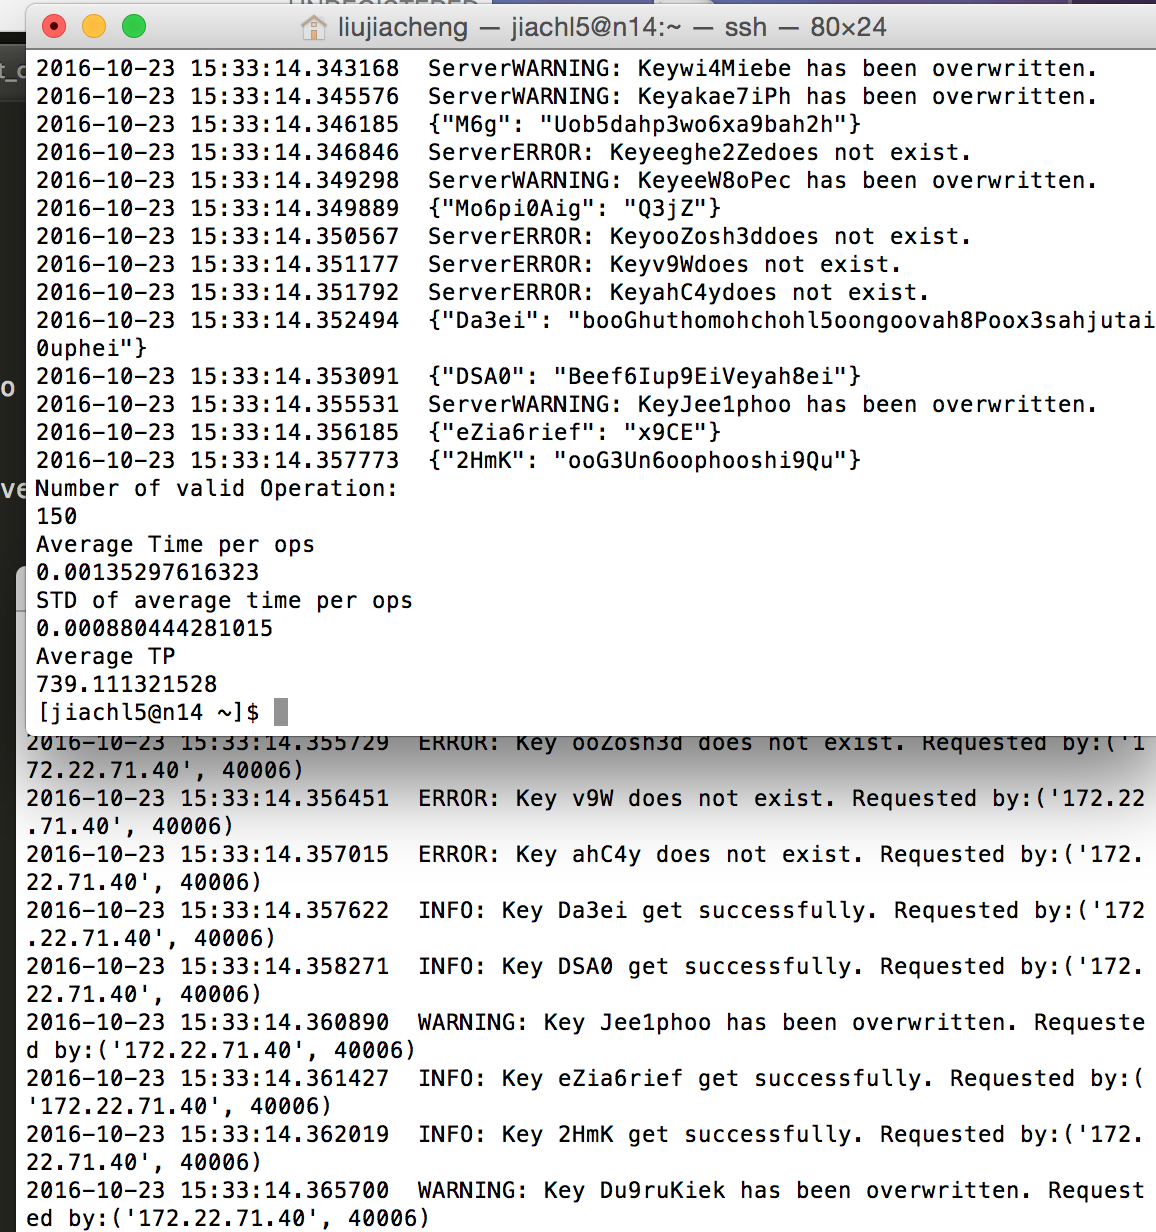 liujiacheng — jiachl5@n14:~ — ssh — 80×24
2016-10-23 15:33:14.343168  ServerWARNING: Keywi4Miebe has been overwritten.
2016-10-23 15:33:14.345576  ServerWARNING: Keyakae7iPh has been overwritten.
2016-10-23 15:33:14.346185  {"M6g": "Uob5dahp3wo6xa9bah2h"}
2016-10-23 15:33:14.346846  ServerERROR: Keyeeghe2Zedoes not exist.
2016-10-23 15:33:14.349298  ServerWARNING: KeyeeW8oPec has been overwritten.
2016-10-23 15:33:14.349889  {"Mo6pi0Aig": "Q3jZ"}
2016-10-23 15:33:14.350567  ServerERROR: KeyooZosh3ddoes not exist.
2016-10-23 15:33:14.351177  ServerERROR: Keyv9Wdoes not exist.
2016-10-23 15:33:14.351792  ServerERROR: KeyahC4ydoes not exist.
2016-10-23 15:33:14.352494  {"Da3ei": "booGhuthomohchohl5oongoovah8Poox3sahjutai
0uphei"}
2016-10-23 15:33:14.353091  {"DSA0": "Beef6Iup9EiVeyah8ei"}
2016-10-23 15:33:14.355531  ServerWARNING: KeyJee1phoo has been overwritten.
2016-10-23 15:33:14.356185  {"eZia6rief": "x9CE"}
2016-10-23 15:33:14.357773  {"2HmK": "ooG3Un6oophooshi9Qu"}
Number of valid Operation:
150
Average Time per ops
0.00135297616323
STD of average time per ops
0.000880444281015
Average TP
739.111321528
[jiachl5@n14 ~]$
2016-10-23 15:33:14.355729  ERROR: Key ooZosh3d does not exist. Requested by:('1
72.22.71.40', 40006)
2016-10-23 15:33:14.356451  ERROR: Key v9W does not exist. Requested by:('172.22
.71.40', 40006)
2016-10-23 15:33:14.357015  ERROR: Key ahC4y does not exist. Requested by:('172.
22.71.40', 40006)
2016-10-23 15:33:14.357622  INFO: Key Da3ei get successfully. Requested by:('172
.22.71.40', 40006)
2016-10-23 15:33:14.358271  INFO: Key DSA0 get successfully. Requested by:('172.
22.71.40', 40006)
2016-10-23 15:33:14.360890  WARNING: Key Jee1phoo has been overwritten. Requeste
d by:('172.22.71.40', 40006)
2016-10-23 15:33:14.361427  INFO: Key eZia6rief get successfully. Requested by:(
'172.22.71.40', 40006)
2016-10-23 15:33:14.362019  INFO: Key 2HmK get successfully. Requested by:('172.
22.71.40', 40006)
2016-10-23 15:33:14.365700  WARNING: Key Du9ruKiek has been overwritten. Request
ed by:('172.22.71.40', 40006)